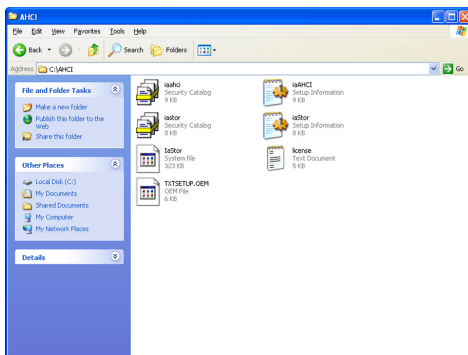 AHCI
File Edit View Favorites Tools Help
Back Search Folders
Address C:\AHCI Go
File and Folder Tasks
Make a new folder
Publish this folder to the
Web
Share this folder
Other Places
Local Disk (C:)
My Documents
Shared Documents
My Computer
My Network Places
Details
iaahci
Security Catalog
9 KB
iaAHCI
Setup Information
9 KB
iastor
Security Catalog
8 KB
iaStor
Setup Information
8 KB
IaStor
System file
323 KB
license
Text Document
5 KB
TXTSETUP.OEM
OEM File
6 KB